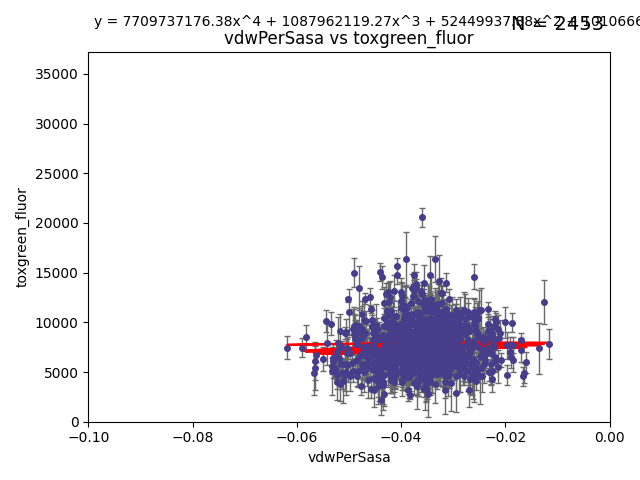 y = 7709737176.38x^4 + 1087962119.27x^3 +
N = 2453
vdwPerSasa vs toxgreen_fluor
35000
30000
25000
20000
15000
10000
5000
0
toxgreen_fluor
−0.10
−0.08
−0.06
−0.04
−0.02
0.00
vdwPerSasa